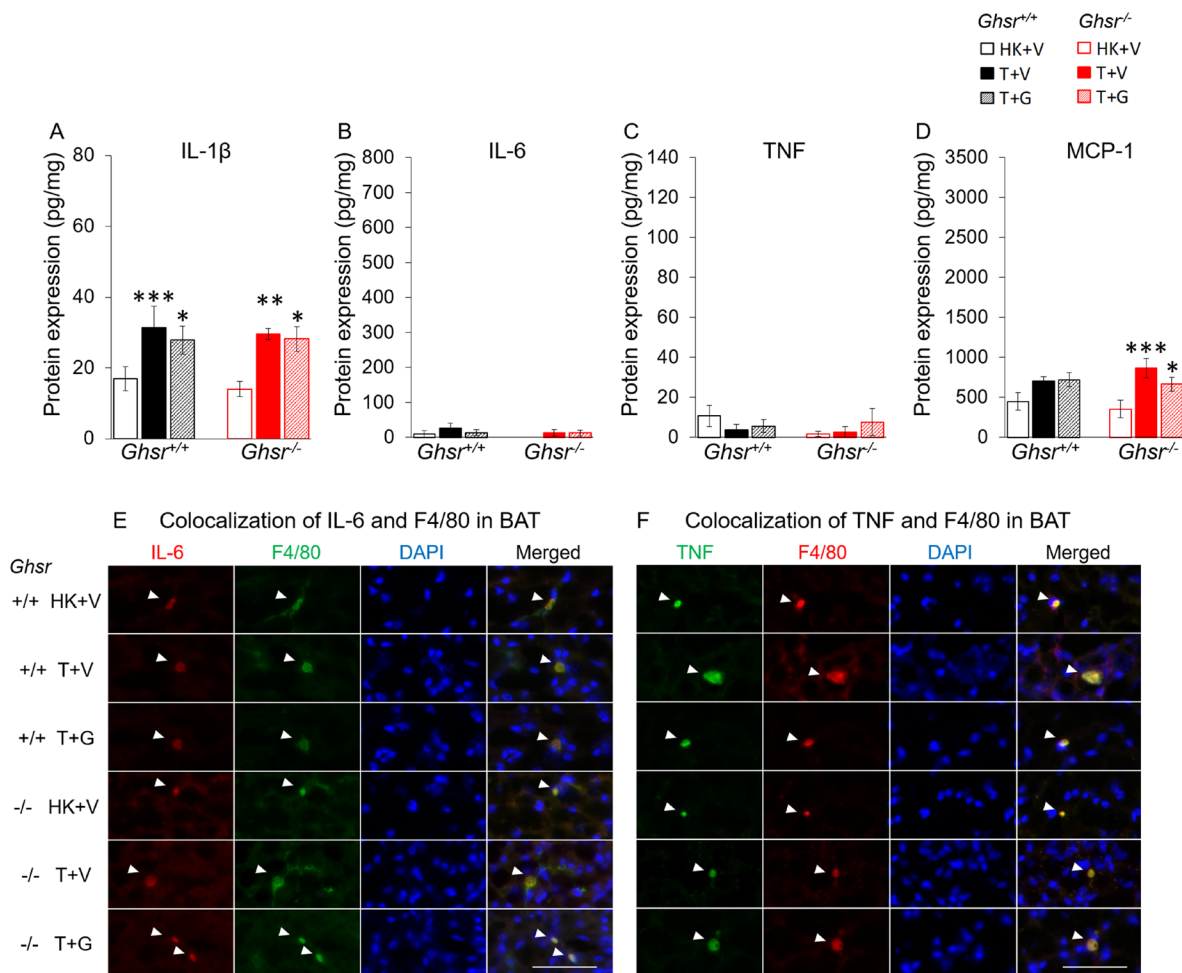 Ghsr+/+ Ghsr-/-
HK+V HK+V
T+V T+V
T+G T+G
A IL-1β
Protein expression (pg/mg)
80
60
40
20
0
*** * ** *
Ghsr+/+ Ghsr-/-
B IL-6
Protein expression (pg/mg)
800
700
600
500
400
300
200
100
0
Ghsr+/+ Ghsr-/-
C TNF
Protein expression (pg/mg)
140
120
100
80
60
40
20
0
Ghsr+/+ Ghsr-/-
D MCP-1
Protein expression (pg/mg)
3500
3000
2500
2000
1500
1000
500
0
*** *
Ghsr+/+ Ghsr-/-
E Colocalization of IL-6 and F4/80 in BAT
IL-6 F4/80 DAPI Merged
Ghsr
+/+ HK+V
+/+ T+V
+/+ T+G
-/- HK+V
-/- T+V
-/- T+G
F Colocalization of TNF and F4/80 in BAT
TNF F4/80 DAPI Merged